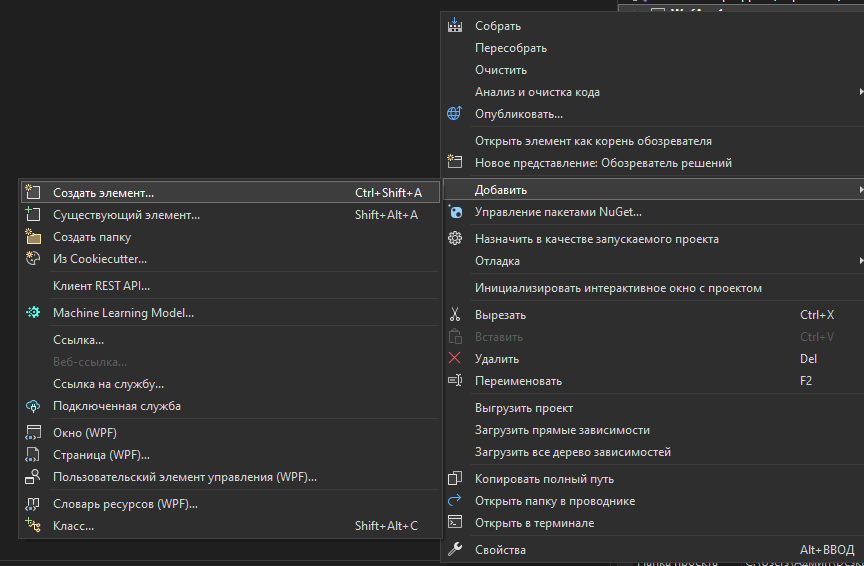 Собрать
Пересобрать
Очистить
Анализ и очистка кода
Опубликовать...
Открыть элемент как корень обозревателя
Новое представление: Обозреватель решений
Добавить
Управление пакетами NuGet...
Назначить в качестве запускаемого проекта
Отладка
Инициализировать интерактивное окно с проектом
Вырезать Ctrl+X
Вставить Ctrl+V
Удалить Del
Переименовать F2
Выгрузить проект
Загрузить прямые зависимости
Загрузить все дерево зависимостей
Копировать полный путь
Открыть папку в проводнике
Открыть в терминале
Свойства Alt+ВВОД
Создать элемент... Ctrl+Shift+A
Существующий элемент... Shift+Alt+A
Создать папку
Из Cookiecutter...
Клиент REST API...
Machine Learning Model...
Ссылка...
Веб-ссылка...
Ссылка на службу...
Подключенная служба
Окно (WPF)
Страница (WPF)...
Пользовательский элемент управления (WPF)...
Словарь ресурсов (WPF)...
Класс... Shift+Alt+C